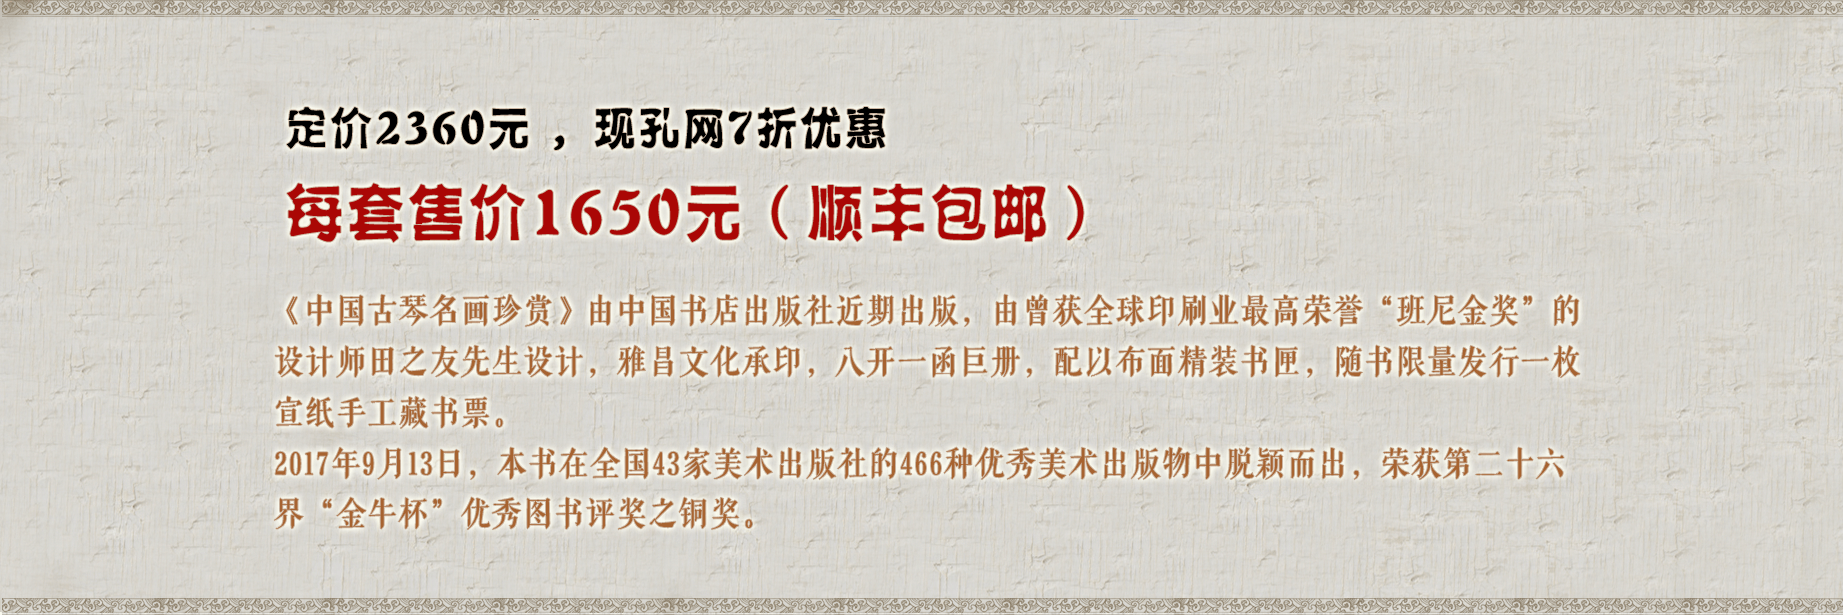 定价2360元 ，现孔网7折优惠
每套售价1650元（顺丰包邮）
《中国古琴名画珍赏》由中国书店出版社近期出版，由曾获全球印刷业最高荣誉“班尼金奖”的
设计师田之友先生设计，雅昌文化承印，八开一函巨册，配以布面精装书匣，随书限量发行一枚
宣纸手工藏书票。
2017年9月13日，本书在全国43家美术出版社的466种优秀美术出版物中脱颖而出，荣获第二十六
界“金牛杯”优秀图书评奖之铜奖。